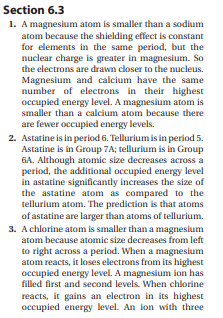 Section 6.3
1. A magnesium atom is smaller than a sodium
atom because the shielding effect is constant
for elements in the same period, but the
nuclear charge is greater in magnesium. So
the electrons are drawn closer to the nucleus.
Magnesium and calcium have the same
number of electrons in their highest
occupied energy level. A magnesium atom is
smaller than a calcium atom because there
are fewer occupied energy levels.
2. Astatine is in period 6. Tellurium is in period 5.
Astatine is in Group 7A; tellurium is in Group
6A. Although atomic size decreases across a
period, the additional occupied energy level
in astatine significantly increases the size of
the astatine atom as compared to the
tellurium atom. The prediction is that atoms
of astatine are larger than atoms of tellurium.
3. A chlorine atom is smaller than a magnesium
atom because atomic size decreases from left
to right across a period. When a magnesium
atom reacts, it loses electrons from its highest
occupied energy level. A magnesium ion has
filled first and second levels. When chlorine
reacts, it gains an electron in its highest
occupied energy level. An ion with three